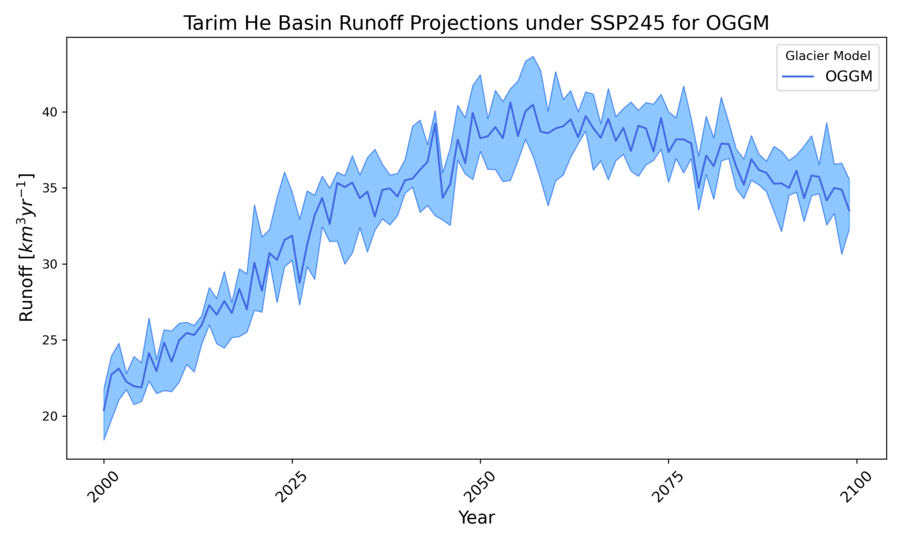 Tarim He Basin Runoff Projections under SSP245 for OGGM
Glacier Model
OGGM
Runoff [km³yr⁻¹]
40
35
30
25
20
2000
2025
2050
2075
2100
Year